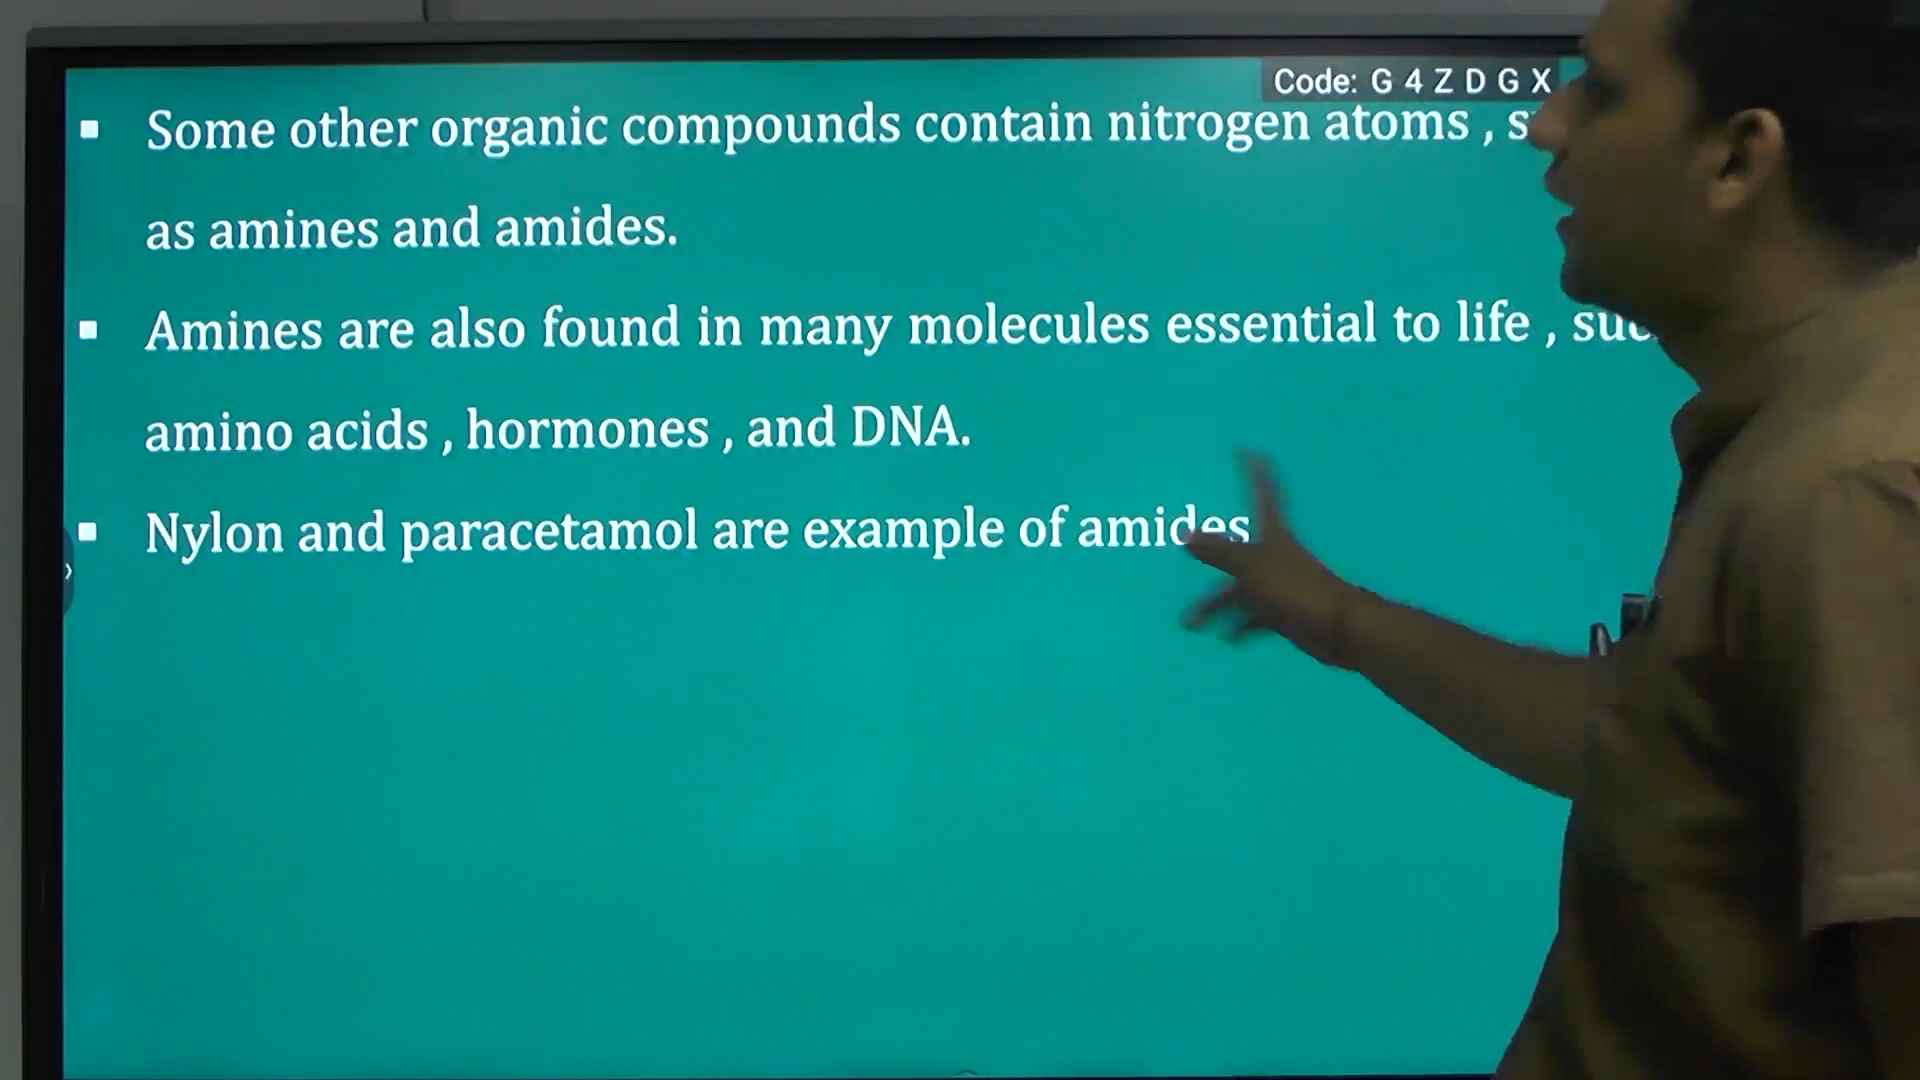 Code: G 4 Z D G X
▪ Some other organic compounds contain nitrogen atoms ,
as amines and amides.
▪ Amines are also found in many molecules essential to life ,
amino acids , hormones , and DNA.
▪ Nylon and paracetamol are example of amides